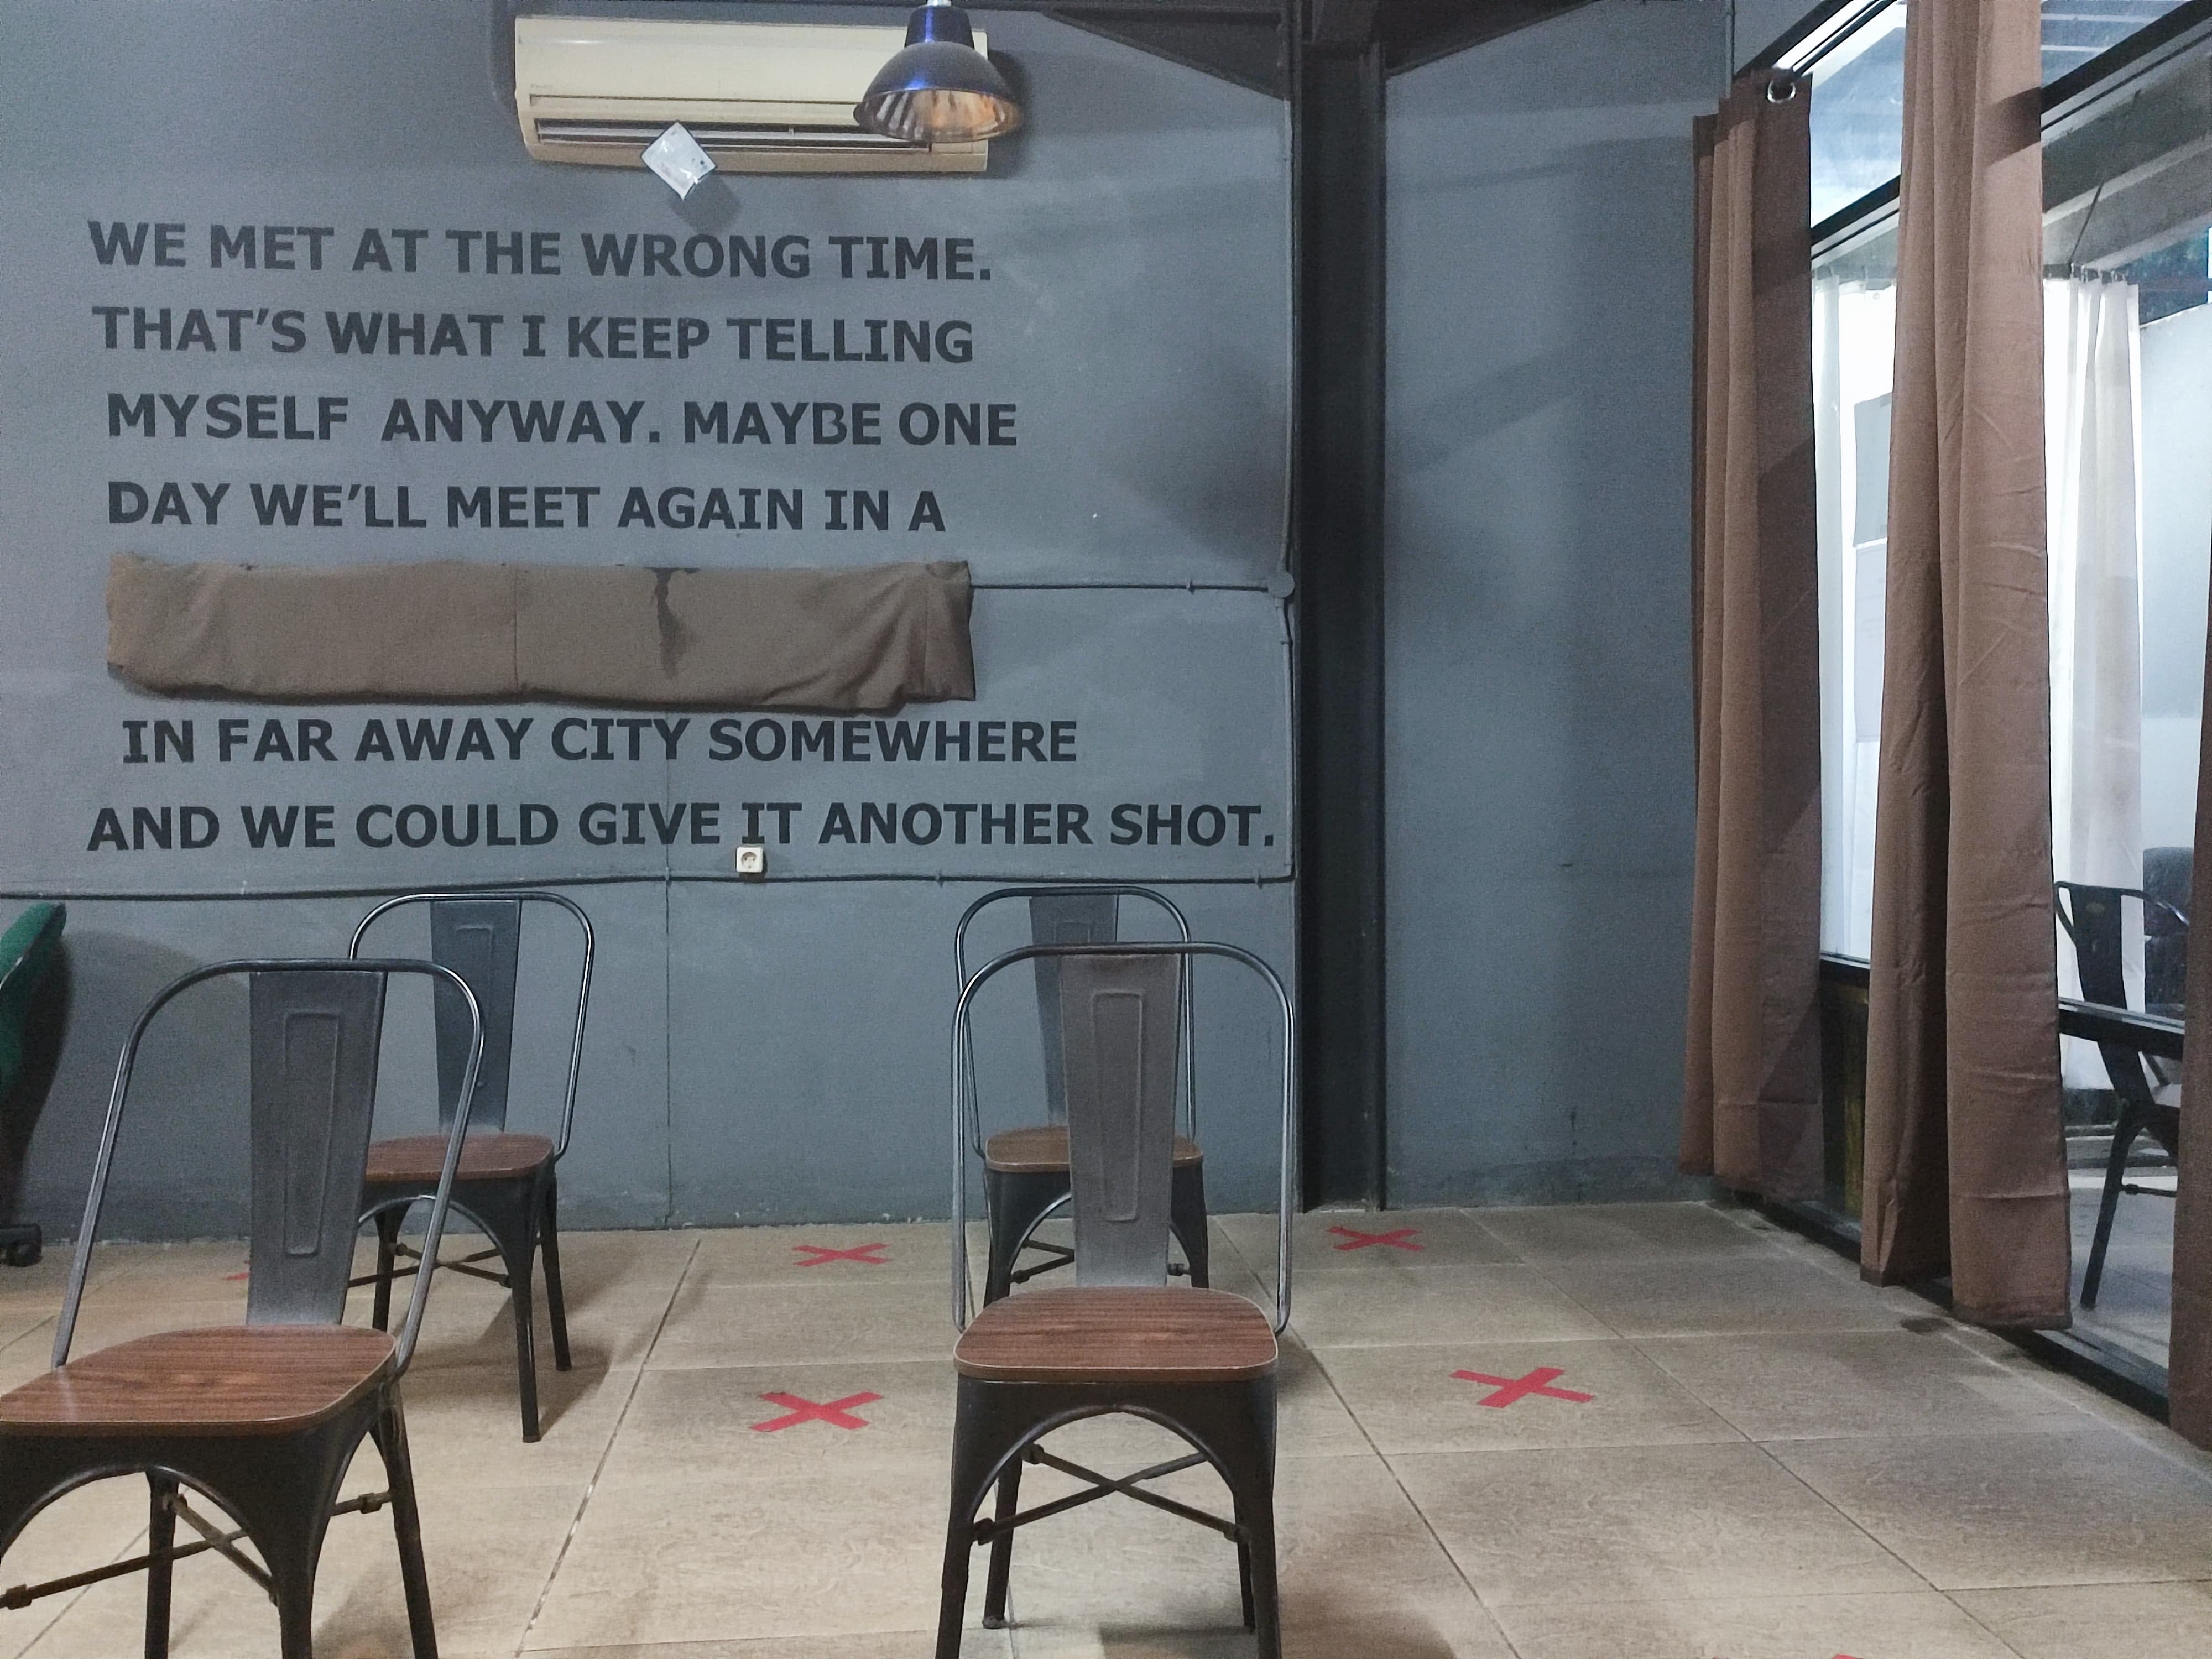 WE MET AT THE WRONG TIME.
THAT'S WHAT I KEEP TELLING
MYSELF ANYWAY. MAYBE ONE
DAY WE'LL MEET AGAIN IN A
IN FAR AWAY CITY SOMEWHERE
AND WE COULD GIVE IT ANOTHER SHOT.